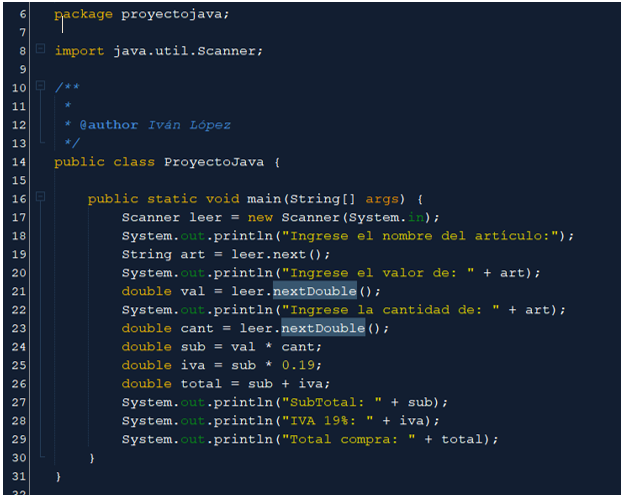 6 package proyectojava;
7
8 import java.util.Scanner;
9
10 /**
11 *
12 * @author Iván López
13 */
14 public class ProyectoJava {
15
16 public static void main(String[] args) {
17 Scanner leer = new Scanner(System.in);
18 System.out.println("Ingrese el nombre del artículo:");
19 String art = leer.next();
20 System.out.println("Ingrese el valor de: " + art);
21 double val = leer.nextDouble();
22 System.out.println("Ingrese la cantidad de: " + art);
23 double cant = leer.nextDouble();
24 double sub = val * cant;
25 double iva = sub * 0.19;
26 double total = sub + iva;
27 System.out.println("SubTotal: " + sub);
28 System.out.println("IVA 19%: " + iva);
29 System.out.println("Total compra: " + total);
30 }
31 }
32